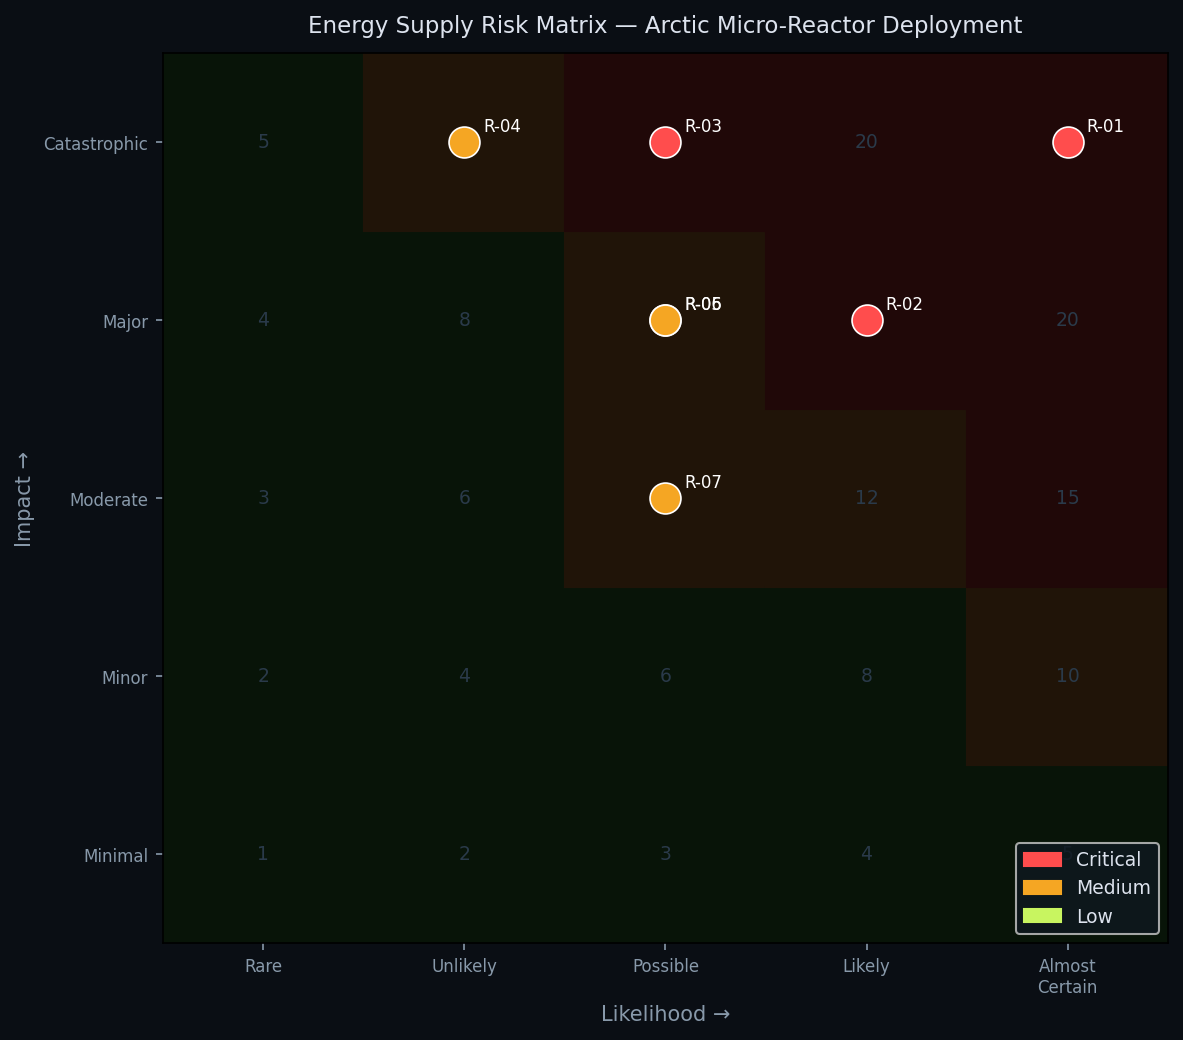 Energy Supply Risk Matrix — Arctic Micro-Reactor Deployment
Catastrophic
5
R-04
R-03
20
R-01
Major
4
8
R-02
20
Impact →
Moderate
3
6
R-07
12
15
Minor
2
4
6
8
10
Minimal
1
2
3
4
Critical
Medium
Low
Rare
Unlikely
Possible
Likely
Almost
Certain
Likelihood →